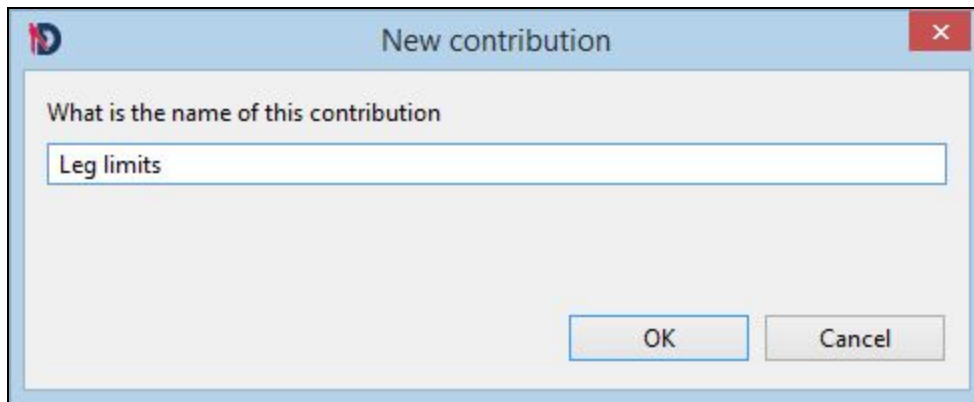 New contribution
What is the name of this contribution
Leg limits
OK Cancel